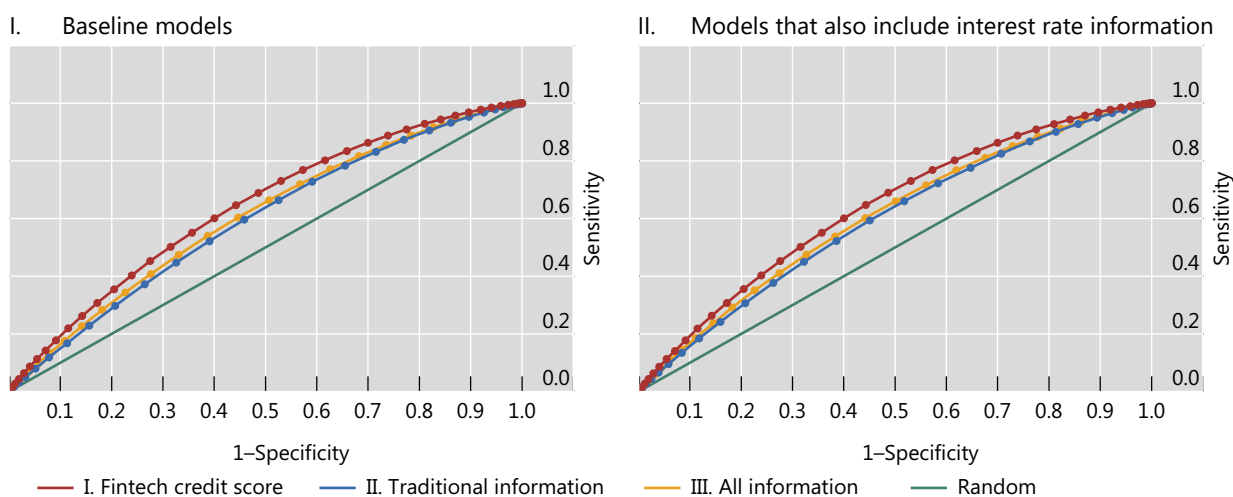 I. Baseline models
II. Models that also include interest rate information
1.0
0.8
0.6
0.4
0.2
0.0
Sensitivity
0.1 0.2 0.3 0.4 0.5 0.6 0.7 0.8 0.9 1.0
1–Specificity
1.0
0.8
0.6
0.4
0.2
0.0
Sensitivity
0.1 0.2 0.3 0.4 0.5 0.6 0.7 0.8 0.9 1.0
1–Specificity
I. Fintech credit score II. Traditional information III. All information Random